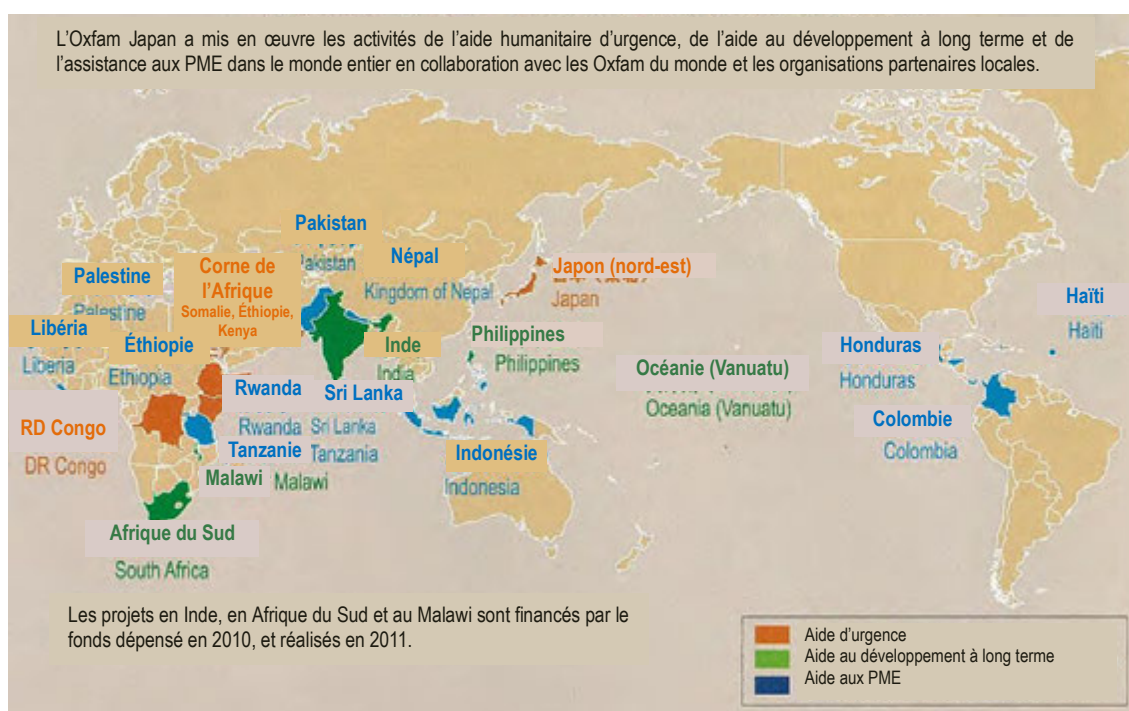 L’Oxfam Japan a mis en œuvre les activités de l’aide humanitaire d’urgence, de l’aide au développement à long terme et de
l’assistance aux PME dans le monde entier en collaboration avec les Oxfam du monde et les organisations partenaires locales.
Pakistan
Pakistan
Népal
Kingdom of Nepal
Palestine
Palestine
Corne de
l’Afrique
Somalie, Éthiopie,
Kenya
Japon (nord-est)
Japan
Haïti
Haiti
Libéria
Liberia
Éthiopie
Ethiopia
Inde
India
Philippines
Philippines
Océanie (Vanuatu)
Oceania (Vanuatu)
Honduras
Honduras
Rwanda
Rwanda
Sri Lanka
Sri Lanka
Colombie
Colombia
RD Congo
DR Congo
Tanzanie
Tanzania
Indonésie
Indonesia
Malawi
Malawi
Afrique du Sud
South Africa
Les projets en Inde, en Afrique du Sud et au Malawi sont financés par le
fonds dépensé en 2010, et réalisés en 2011.
Aide d’urgence
Aide au développement à long terme
Aide aux PME